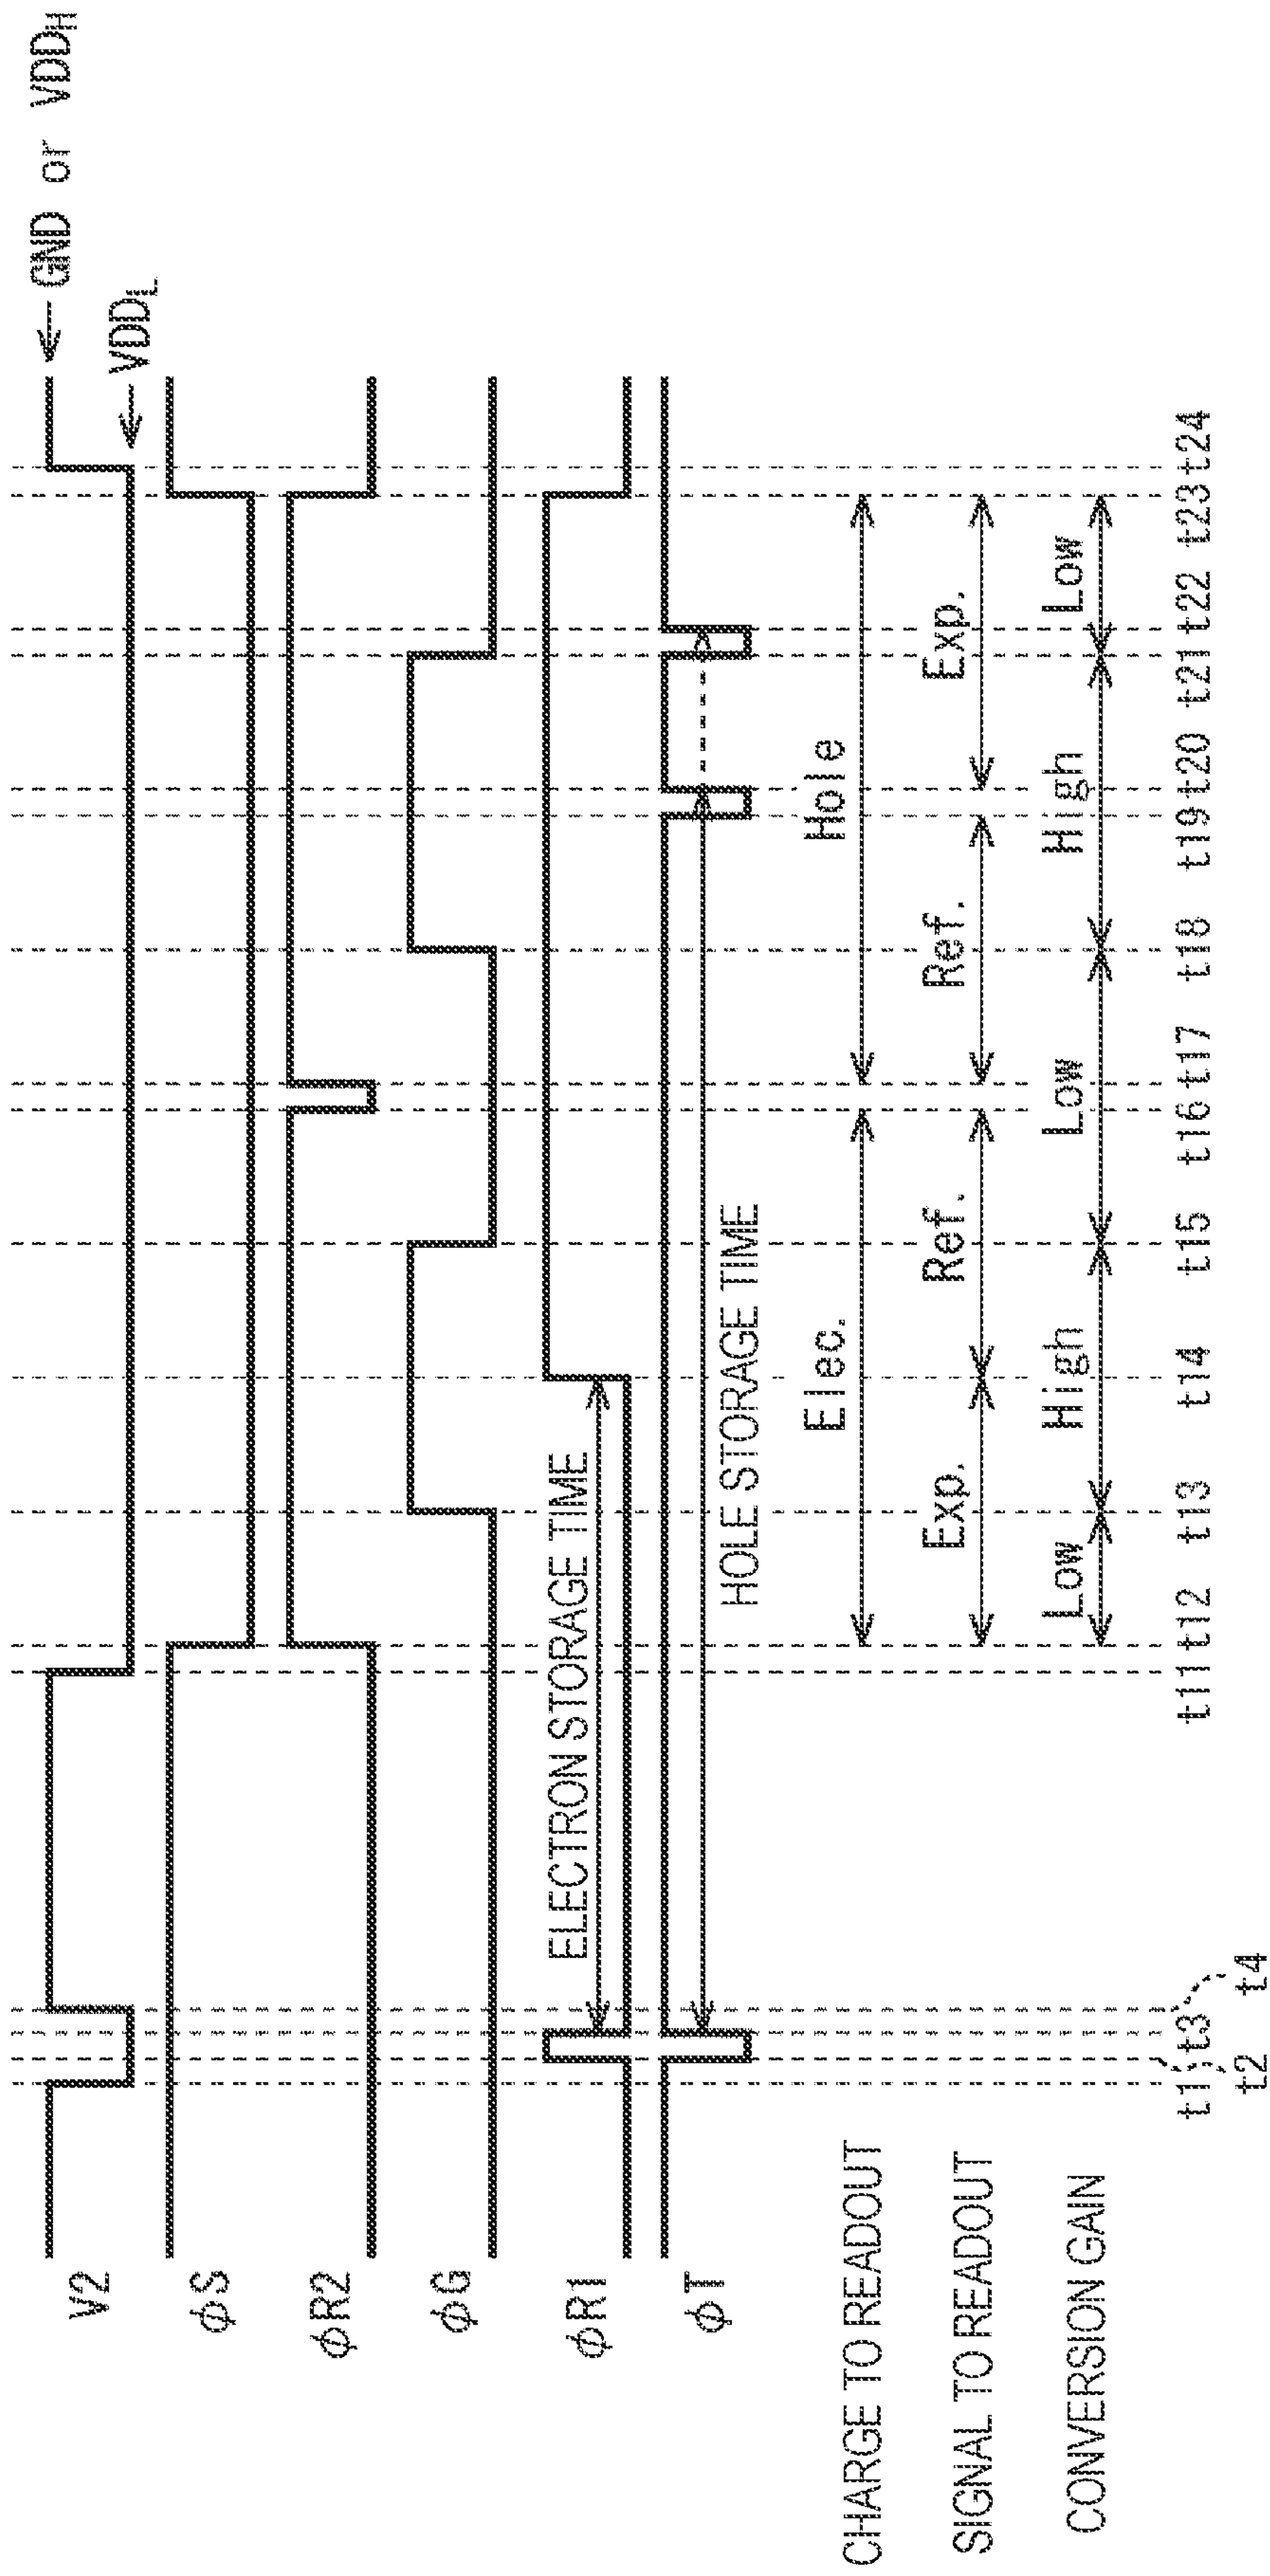 GND or VDDH
VDDL
V2
φS
φR2
φG
φR1
ELECTRON STORAGE TIME
φT
HOLE STORAGE TIME
CHARGE TO READOUT
Elec.
Hole
SIGNAL TO READOUT
Exp.
Ref.
Ref.
Exp.
CONVERSION GAIN
Low
High
Low
High
Low
t1 t3 t11 t12 t13 t14 t15 t16 t17 t18 t19 t20 t21 t22 t23 t24
t2 t4